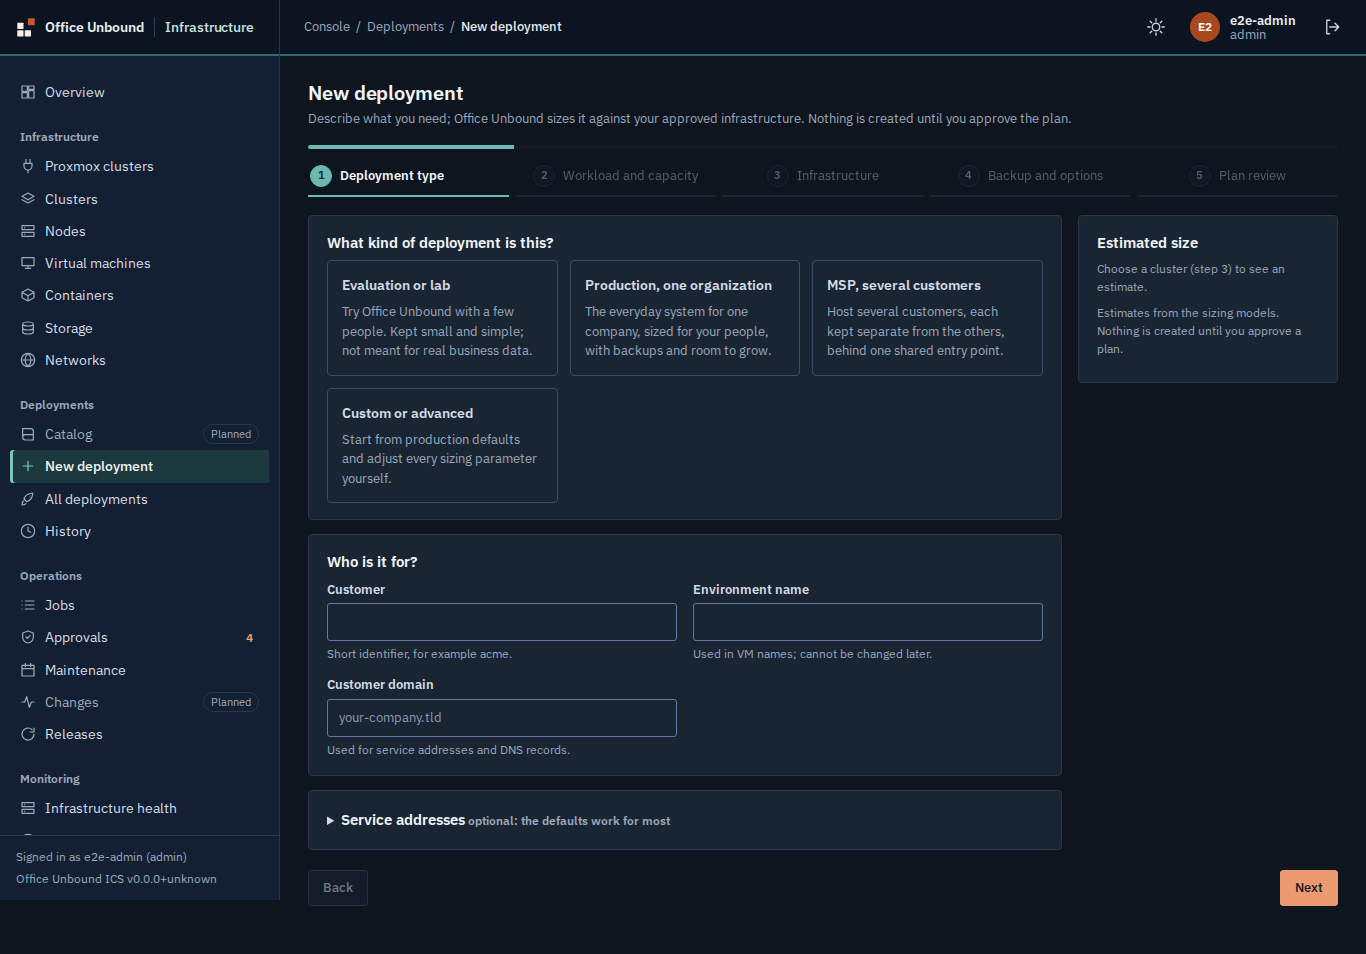 Office Unbound Infrastructure
Console / Deployments / New deployment
E2
e2e-admin
admin
Overview
Infrastructure
Proxmox clusters
Clusters
Nodes
Virtual machines
Containers
Storage
Networks
Deployments
Catalog Planned
New deployment
All deployments
History
Operations
Jobs
Approvals 4
Maintenance
Changes Planned
Releases
Monitoring
Infrastructure health
Signed in as e2e-admin (admin)
Office Unbound ICS v0.0.0+unknown
New deployment
Describe what you need; Office Unbound sizes it against your approved infrastructure. Nothing is created until you approve the plan.
1 Deployment type
2 Workload and capacity
3 Infrastructure
4 Backup and options
5 Plan review
What kind of deployment is this?
Evaluation or lab
Try Office Unbound with a few
people. Kept small and simple;
not meant for real business data.
Production, one organization
The everyday system for one
company, sized for your people,
with backups and room to grow.
MSP, several customers
Host several customers, each
kept separate from the others,
behind one shared entry point.
Custom or advanced
Start from production defaults
and adjust every sizing parameter
yourself.
Estimated size
Choose a cluster (step 3) to see an
estimate.
Estimates from the sizing models.
Nothing is created until you approve a
plan.
Who is it for?
Customer
Short identifier, for example acme.
Environment name
Used in VM names; cannot be changed later.
Customer domain
your-company.tld
Used for service addresses and DNS records.
Service addresses optional: the defaults work for most
Back
Next